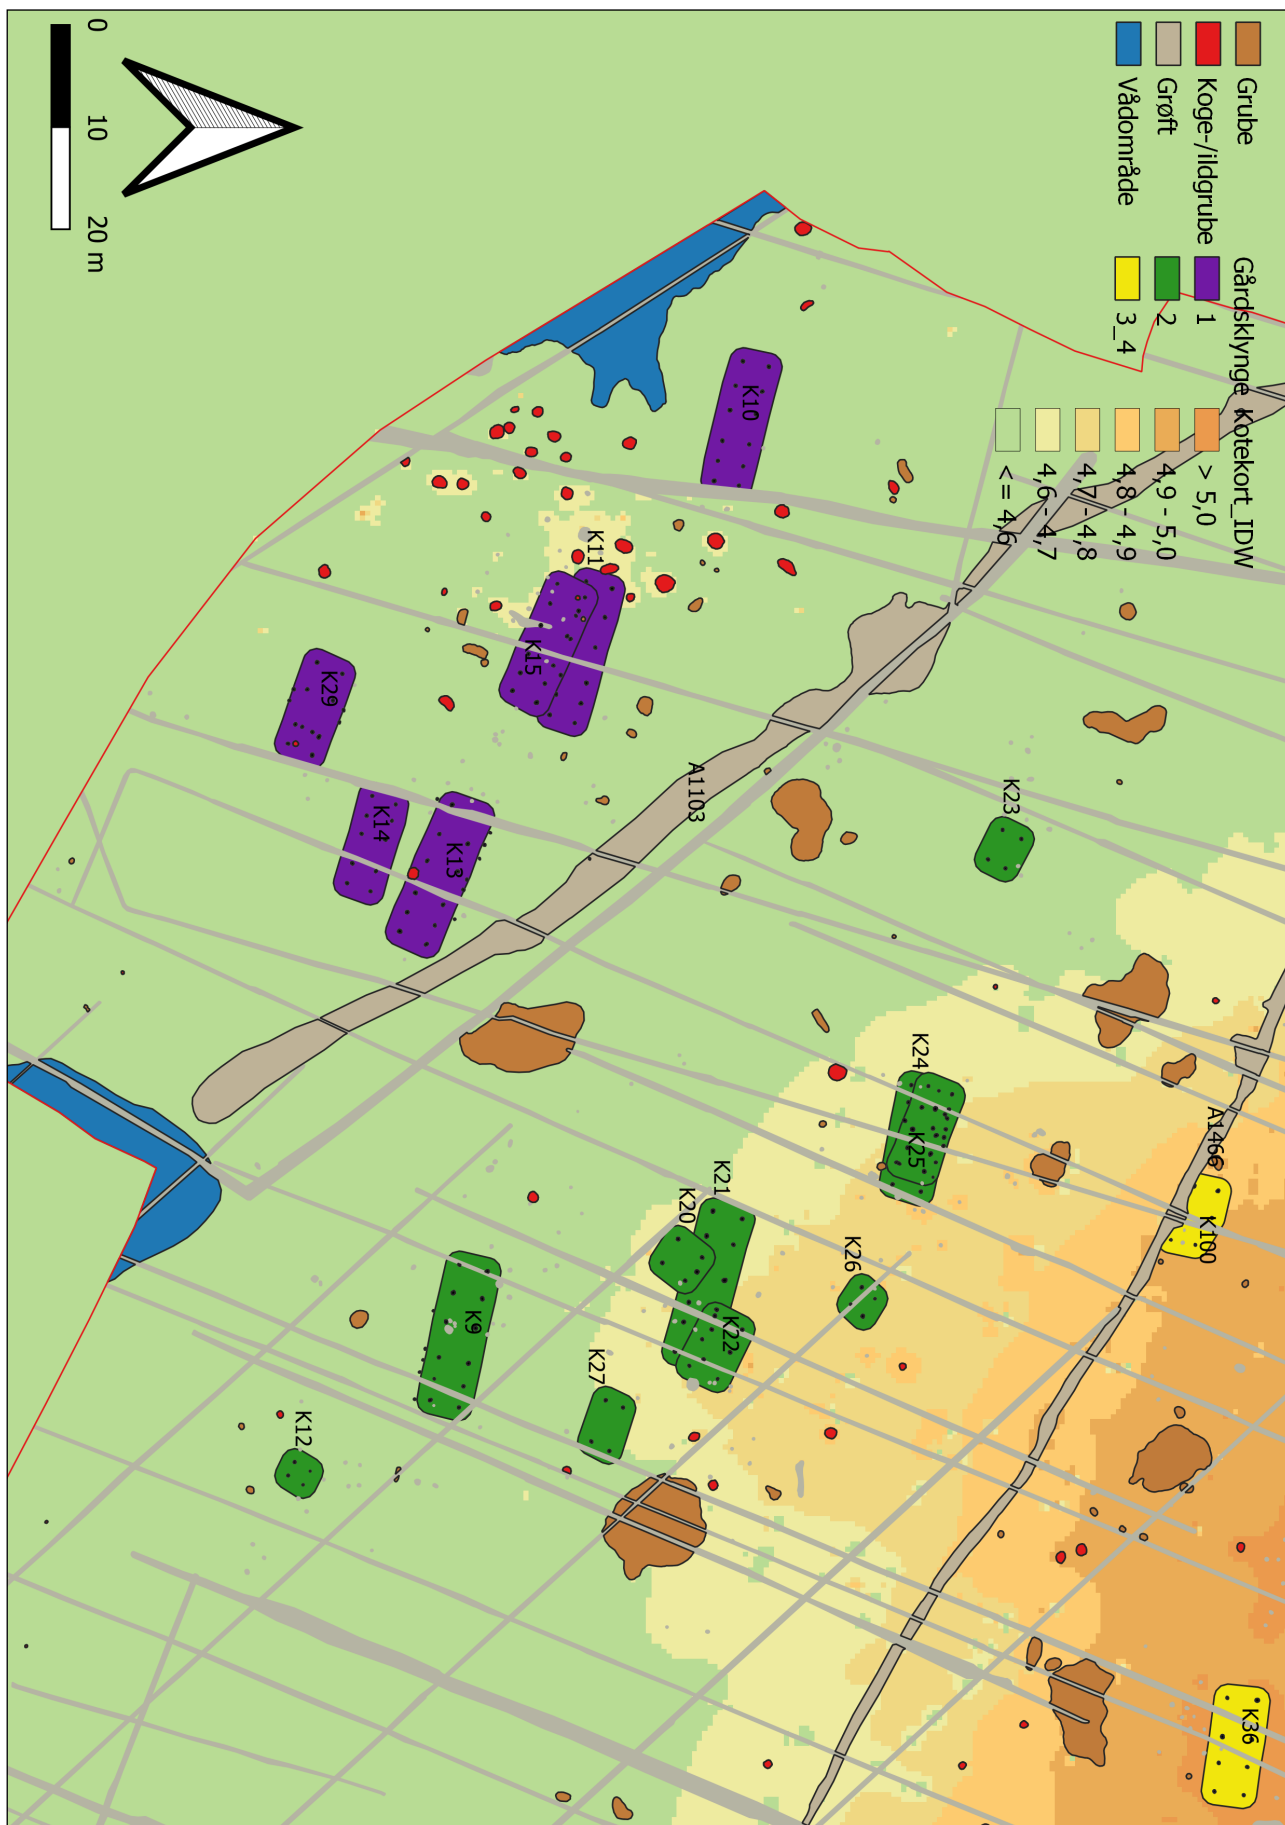 Grube
Koge-/ildgrube
Grøft
Vådområde
Gårdsklynge
1
2
3_4
Kotekort_IDW
> 5,0
4,9 - 5,0
4,8 - 4,9
4,7 - 4,8
4,6 - 4,7
<= 4,6
0
10
20 m
K10
K11
K15
K29
K14
K13
A1103
K23
K24
K25
K21
K20
K22
K26
K27
K9
K12
A1466
K100
K36